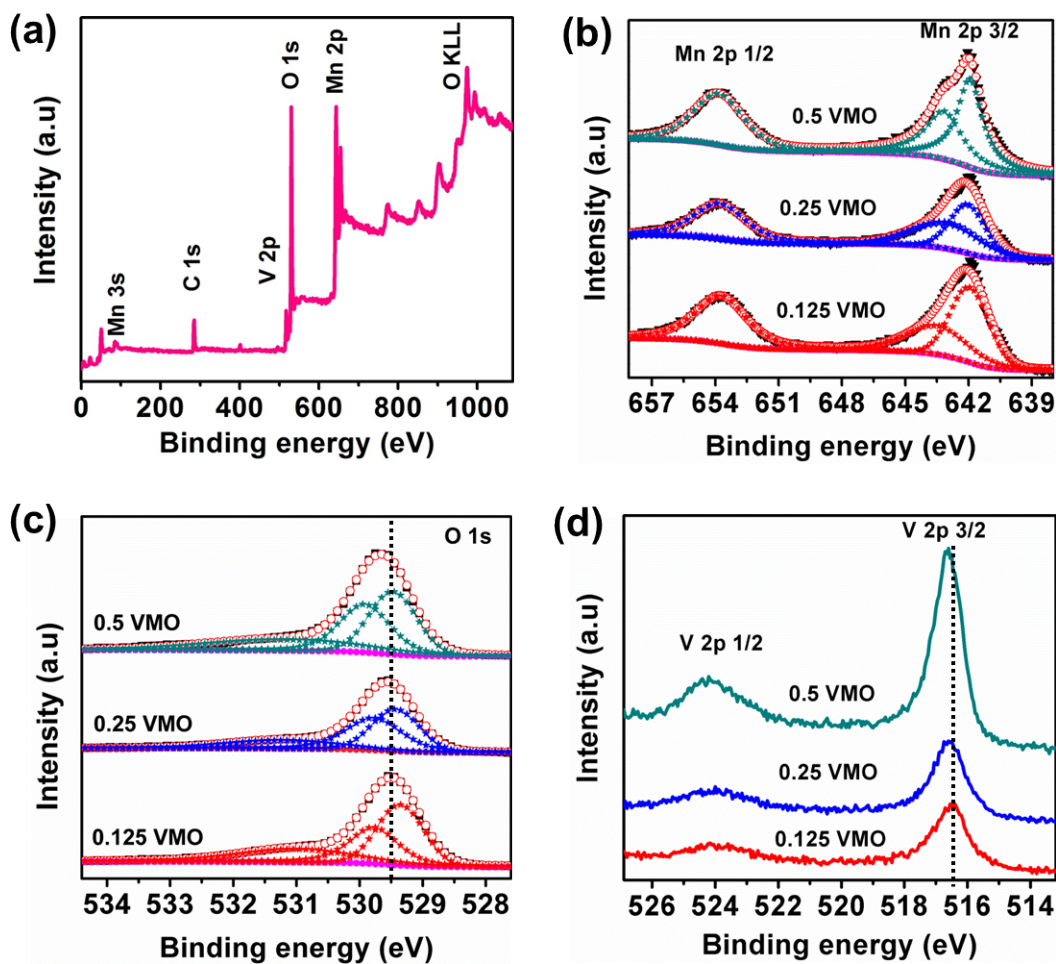 (a)
Intensity (a.u)
Mn 3s
C 1s
V 2p
O 1s
Mn 2p
O KLL
0 200 400 600 800 1000
Binding energy (eV)
(b)
Intensity (a.u)
Mn 2p 1/2
Mn 2p 3/2
0.5 VMO
0.25 VMO
0.125 VMO
657 654 651 648 645 642 639
Binding energy (eV)
(c)
Intensity (a.u)
O 1s
0.5 VMO
0.25 VMO
0.125 VMO
534 533 532 531 530 529 528
Binding energy (eV)
(d)
Intensity (a.u)
V 2p 3/2
V 2p 1/2
0.5 VMO
0.25 VMO
0.125 VMO
526 524 522 520 518 516 514
Binding energy (eV)